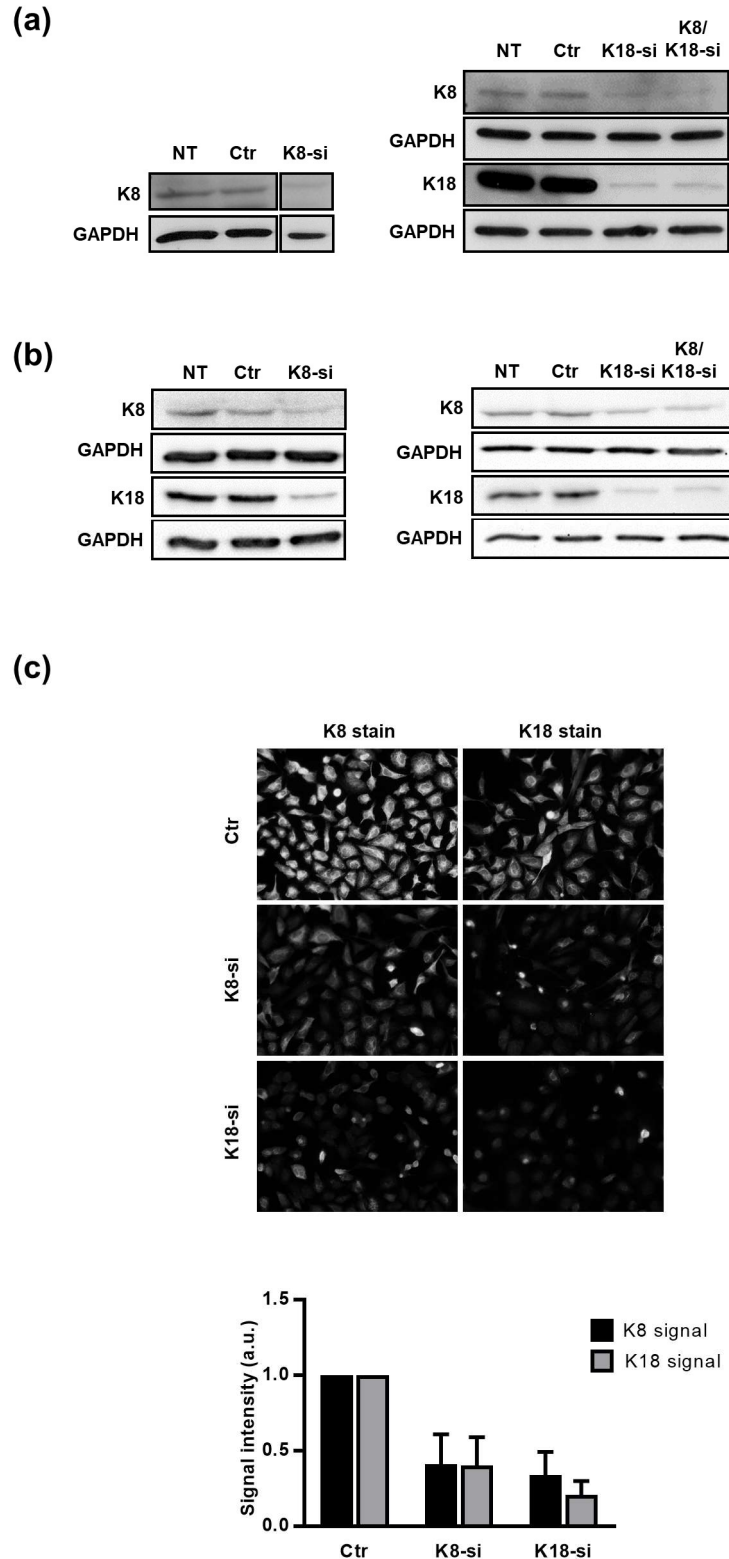 (a)
NT Ctr K8-si
K8
GAPDH
K8/
NT Ctr K18-si K18-si
K8
GAPDH
K18
GAPDH
(b)
NT Ctr K8-si
K8
GAPDH
K18
GAPDH
K8/
NT Ctr K18-si K18-si
K8
GAPDH
K18
GAPDH
(c)
K8 stain K18 stain
Ctr
K8-si
K18-si
Signal intensity (a.u.)
1.5
1.0
0.5
0.0
Ctr K8-si K18-si
K8 signal
K18 signal